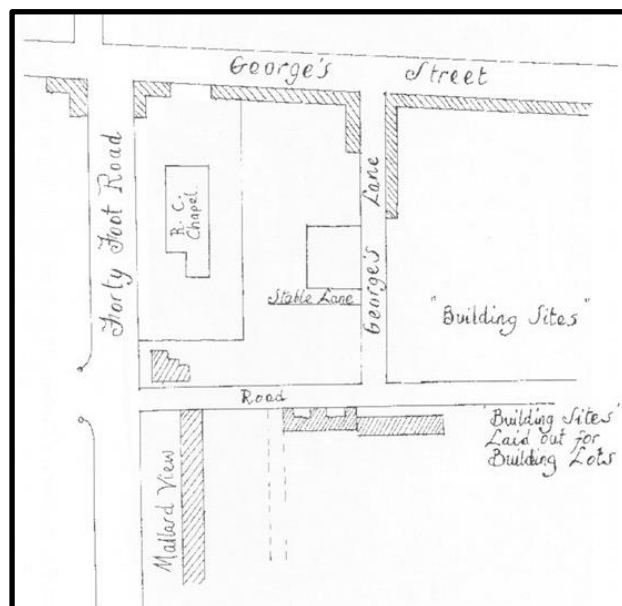 George's Street
Forty Foot Road
R. C.
Chapel.
George's Lane
Stable Lane
"Building Sites"
Road
'Building Sites'
Laid out for
Building Lots
Mallard View